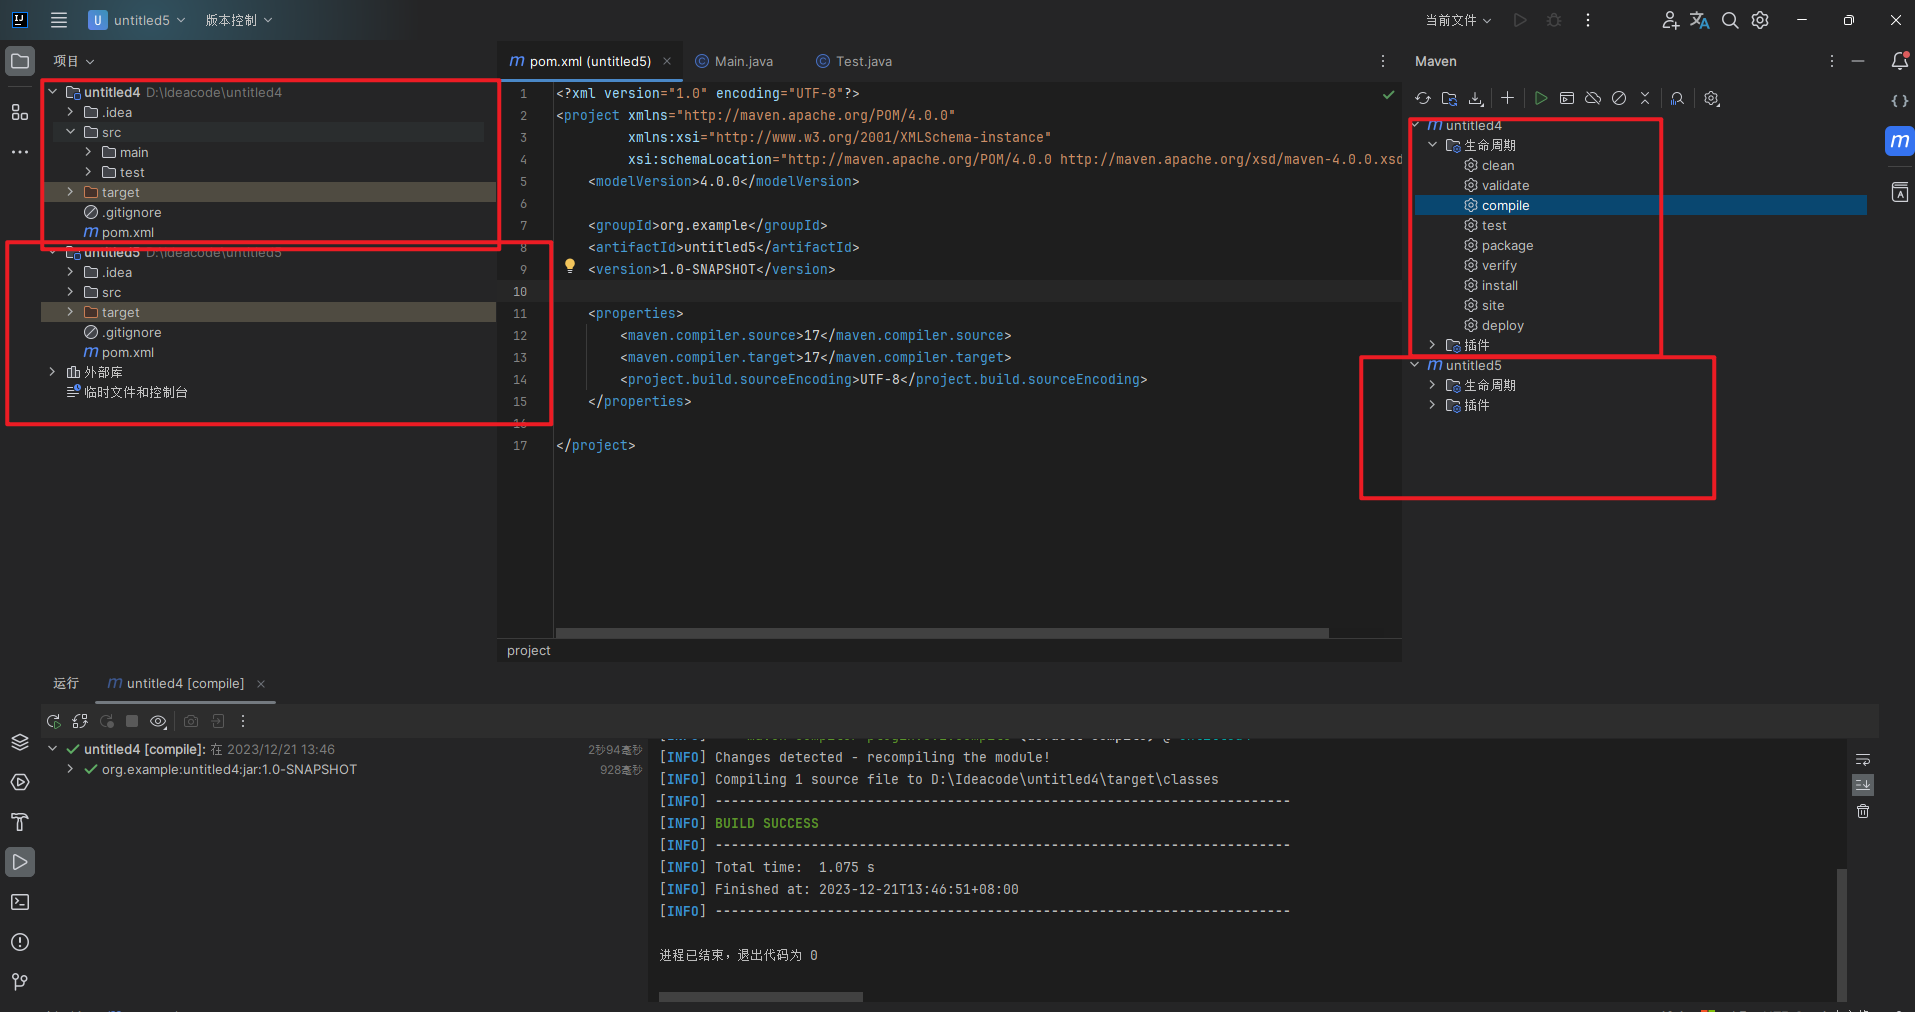 untitled5
版本控制
当前文件
项目
untitled4 D:\Ideacode\untitled4
.idea
src
main
test
target
.gitignore
pom.xml
untitled5 D:\Ideacode\untitled5
.idea
src
target
.gitignore
pom.xml
外部库
临时文件和控制台
pom.xml (untitled5)
Main.java
Test.java
1 <?xml version="1.0" encoding="UTF-8"?>
2 <project xmlns="http://maven.apache.org/POM/4.0.0"
3 xmlns:xsi="http://www.w3.org/2001/XMLSchema-instance"
4 xsi:schemaLocation="http://maven.apache.org/POM/4.0.0 http://maven.apache.org/xsd/maven-4.0.0.xsd
5 <modelVersion>4.0.0</modelVersion>
6
7 <groupId>org.example</groupId>
8 <artifactId>untitled5</artifactId>
9 <version>1.0-SNAPSHOT</version>
10
11 <properties>
12 <maven.compiler.source>17</maven.compiler.source>
13 <maven.compiler.target>17</maven.compiler.target>
14 <project.build.sourceEncoding>UTF-8</project.build.sourceEncoding>
15 </properties>
16
17 </project>
project
Maven
untitled4
生命周期
clean
validate
compile
test
package
verify
install
site
deploy
插件
untitled5
生命周期
插件
运行
untitled4 [compile]
untitled4 [compile]: 在 2023/12/21 13:46 2秒94毫秒
org.example:untitled4:jar:1.0-SNAPSHOT 928毫秒
[INFO] Changes detected - recompiling the module!
[INFO] Compiling 1 source file to D:\Ideacode\untitled4\target\classes
[INFO] ------------------------------------------------------------------------
[INFO] BUILD SUCCESS
[INFO] ------------------------------------------------------------------------
[INFO] Total time:  1.075 s
[INFO] Finished at: 2023-12-21T13:46:51+08:00
[INFO] ------------------------------------------------------------------------
进程已结束，退出代码为 0